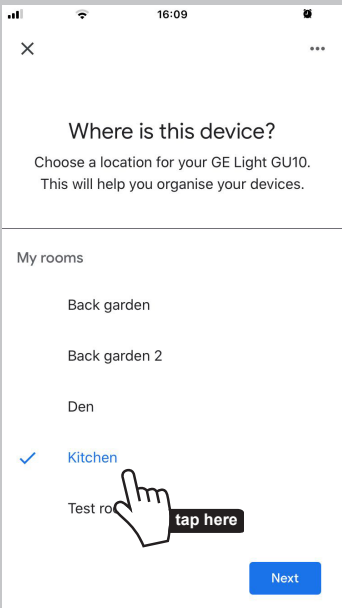 16:09
Where is this device?
Choose a location for your GE Light GU10.
This will help you organise your devices.
My rooms
Back garden
Back garden 2
Den
Kitchen
Test
tap here
Next